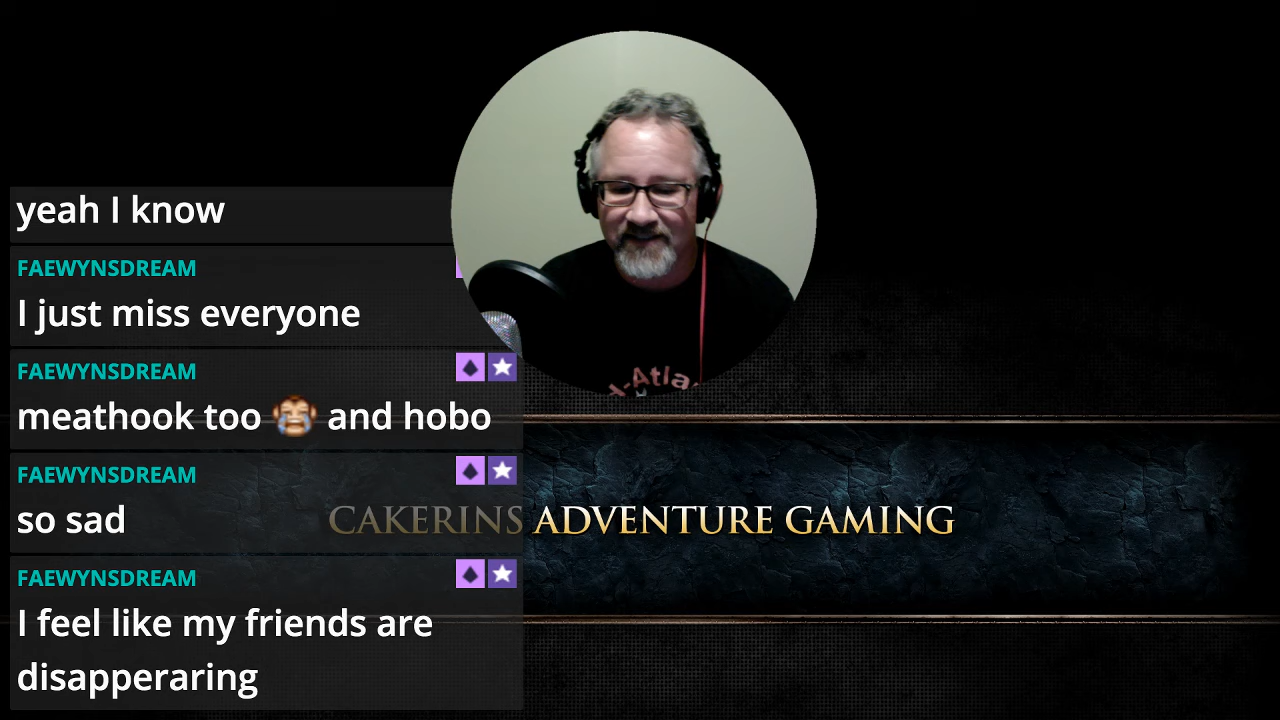 yeah I know
FAEWYNSDREAM
I just miss everyone
FAEWYNSDREAM
meathook too 🙊 and hobo
FAEWYNSDREAM
so sad
FAEWYNSDREAM
I feel like my friends are
disapperaring
CAKERINS ADVENTURE GAMING